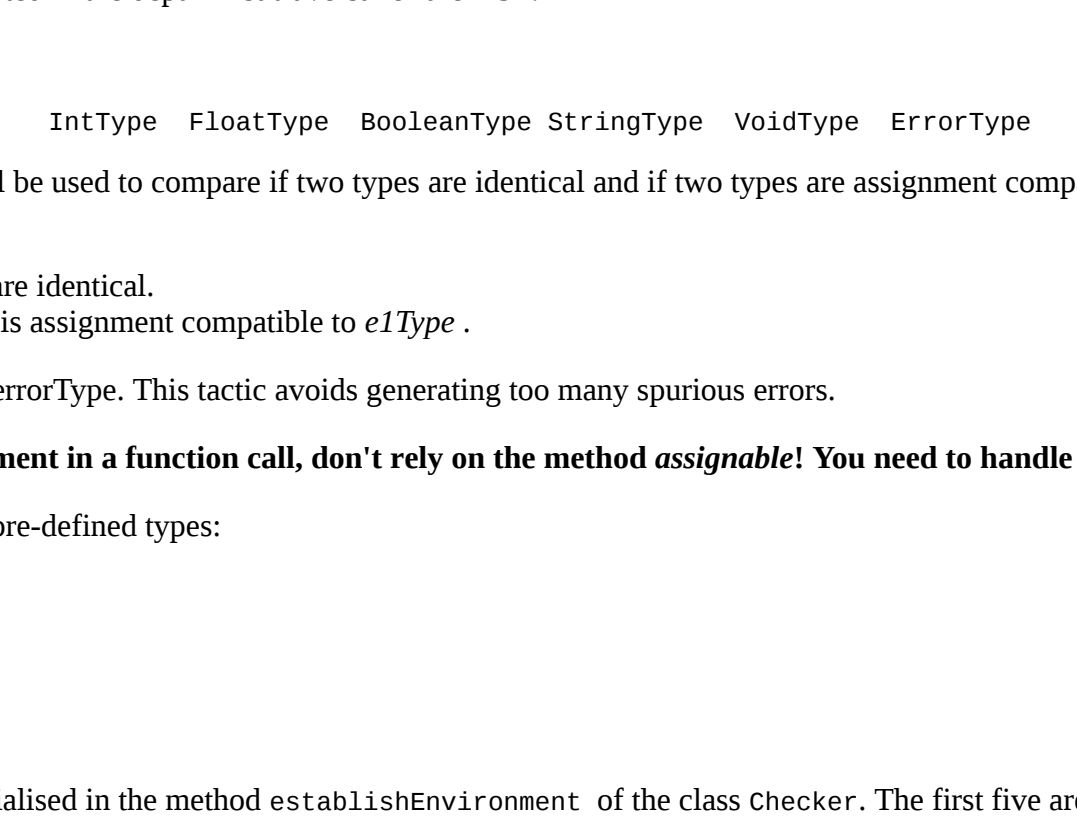 IntType FloatType BooleanType StringType VoidType ErrorType
be used to compare if two types are identical and if two types are assignment comp
are identical.
is assignment compatible to e1Type .
errorType. This tactic avoids generating too many spurious errors.
ment in a function call, don't rely on the method assignable! You need to handle
pre-defined types:
ialised in the method establishEnvironment of the class Checker. The first five are